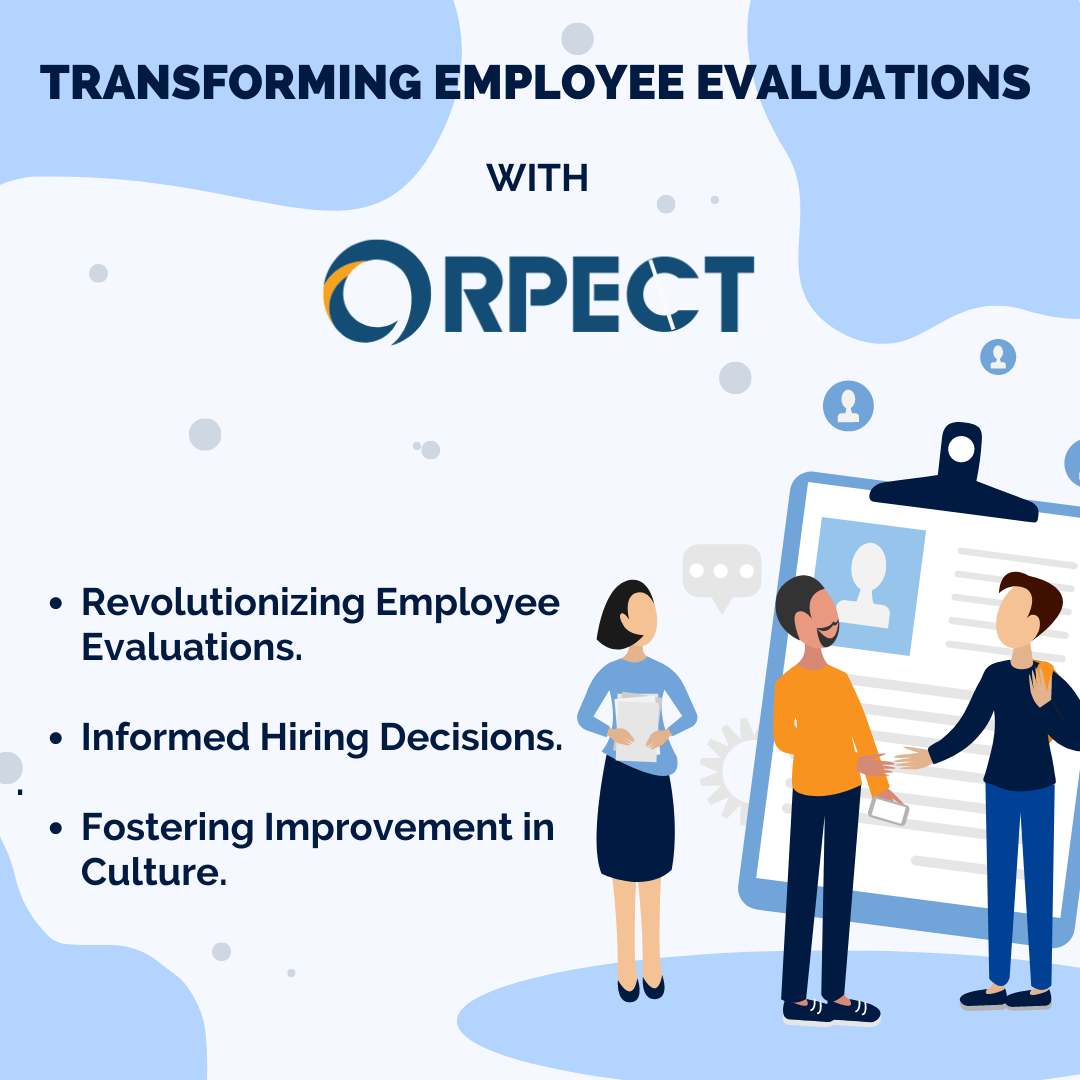 TRANSFORMING EMPLOYEE EVALUATIONS
WITH
ORPECT
• Revolutionizing Employee
Evaluations.
• Informed Hiring Decisions.
.
• Fostering Improvement in
Culture.